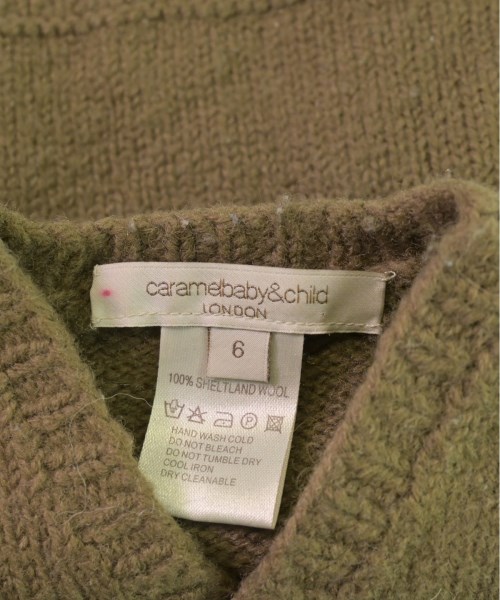 caramelbaby&child
LONDON
6
100% SHELTLAND WOOL
HAND WASH COLD
DO NOT BLEACH
DO NOT TUMBLE DRY
COOL IRON
DRY CLEANABLE